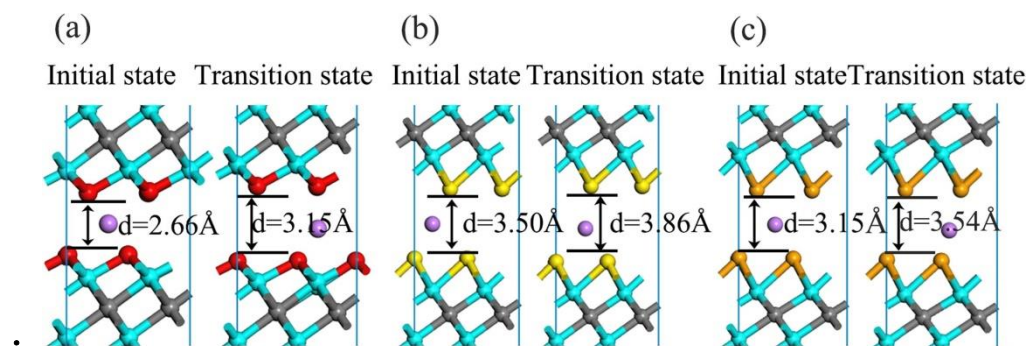 (a) (b) (c)
Initial state Transition state Initial state Transition state Initial state Transition state
d=2.66Å d=3.15Å d=3.50Å d=3.86Å d=3.15Å d=3.54Å